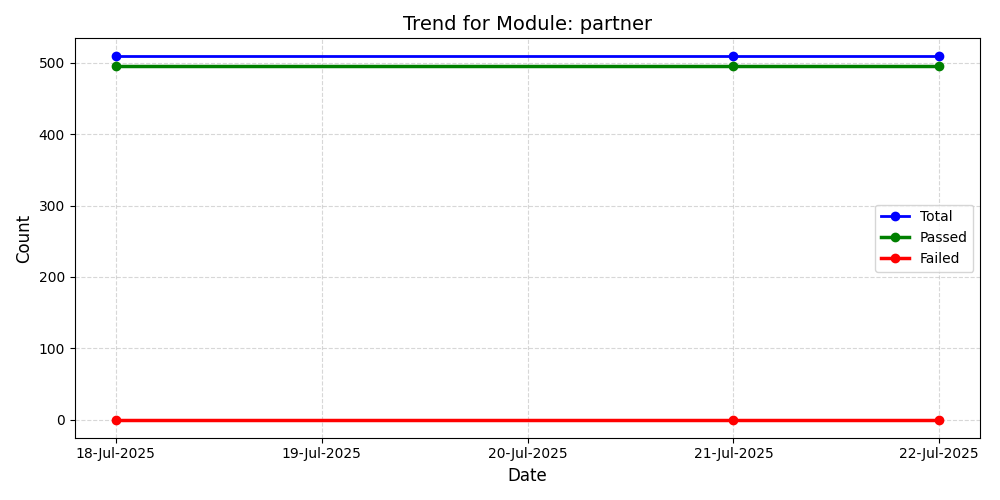 Trend for Module: partner
Count
500
400
300
200
100
0
Total
Passed
Failed
18-Jul-2025
19-Jul-2025
20-Jul-2025
21-Jul-2025
22-Jul-2025
Date